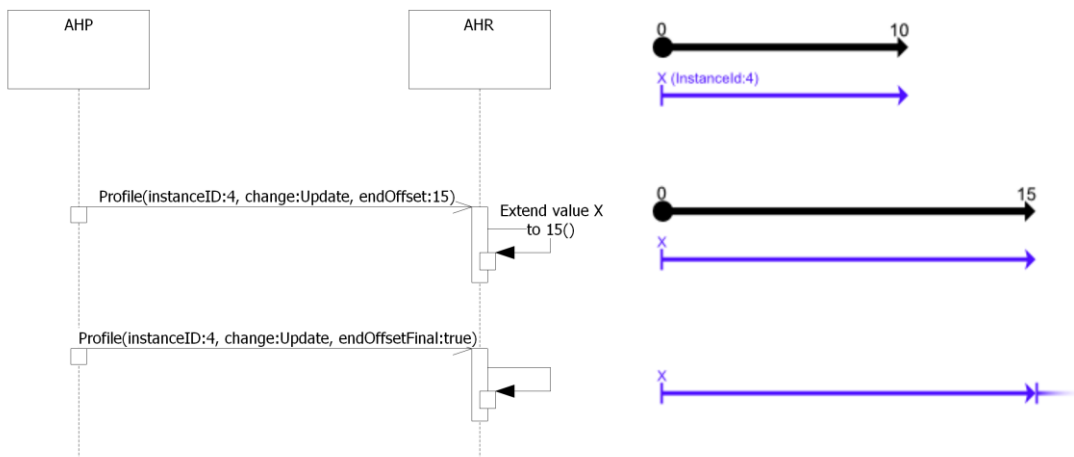 AHP
AHR
0
10
X (InstanceId:4)
Profile(instanceID:4, change:Update, endOffset:15)
Extend value X
to 15()
0
15
X
Profile(instanceID:4, change:Update, endOffsetFinal:true)
X